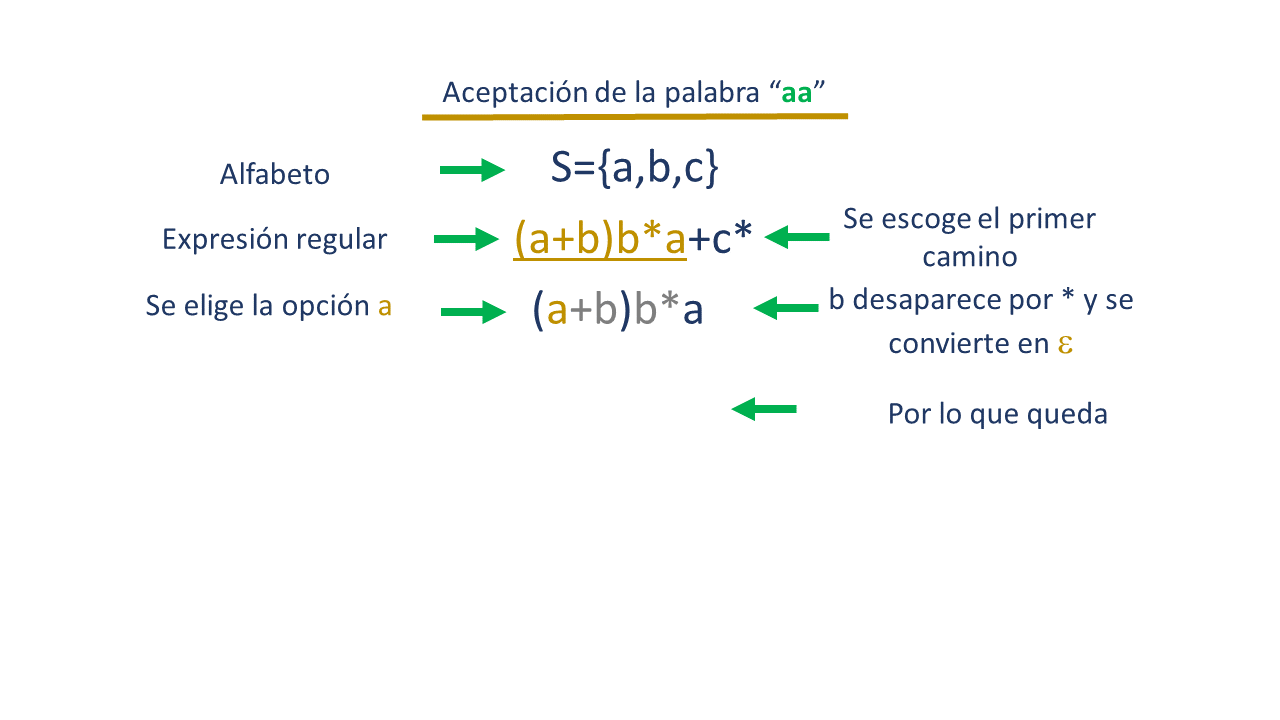 Aceptación de la palabra “aa”
Alfabeto
S={a,b,c}
Expresión regular
(a+b)b*a+c*
Se escoge el primer
camino
Se elige la opción a
(a+b)b*a
b desaparece por * y se
convierte en ε
Por lo que queda